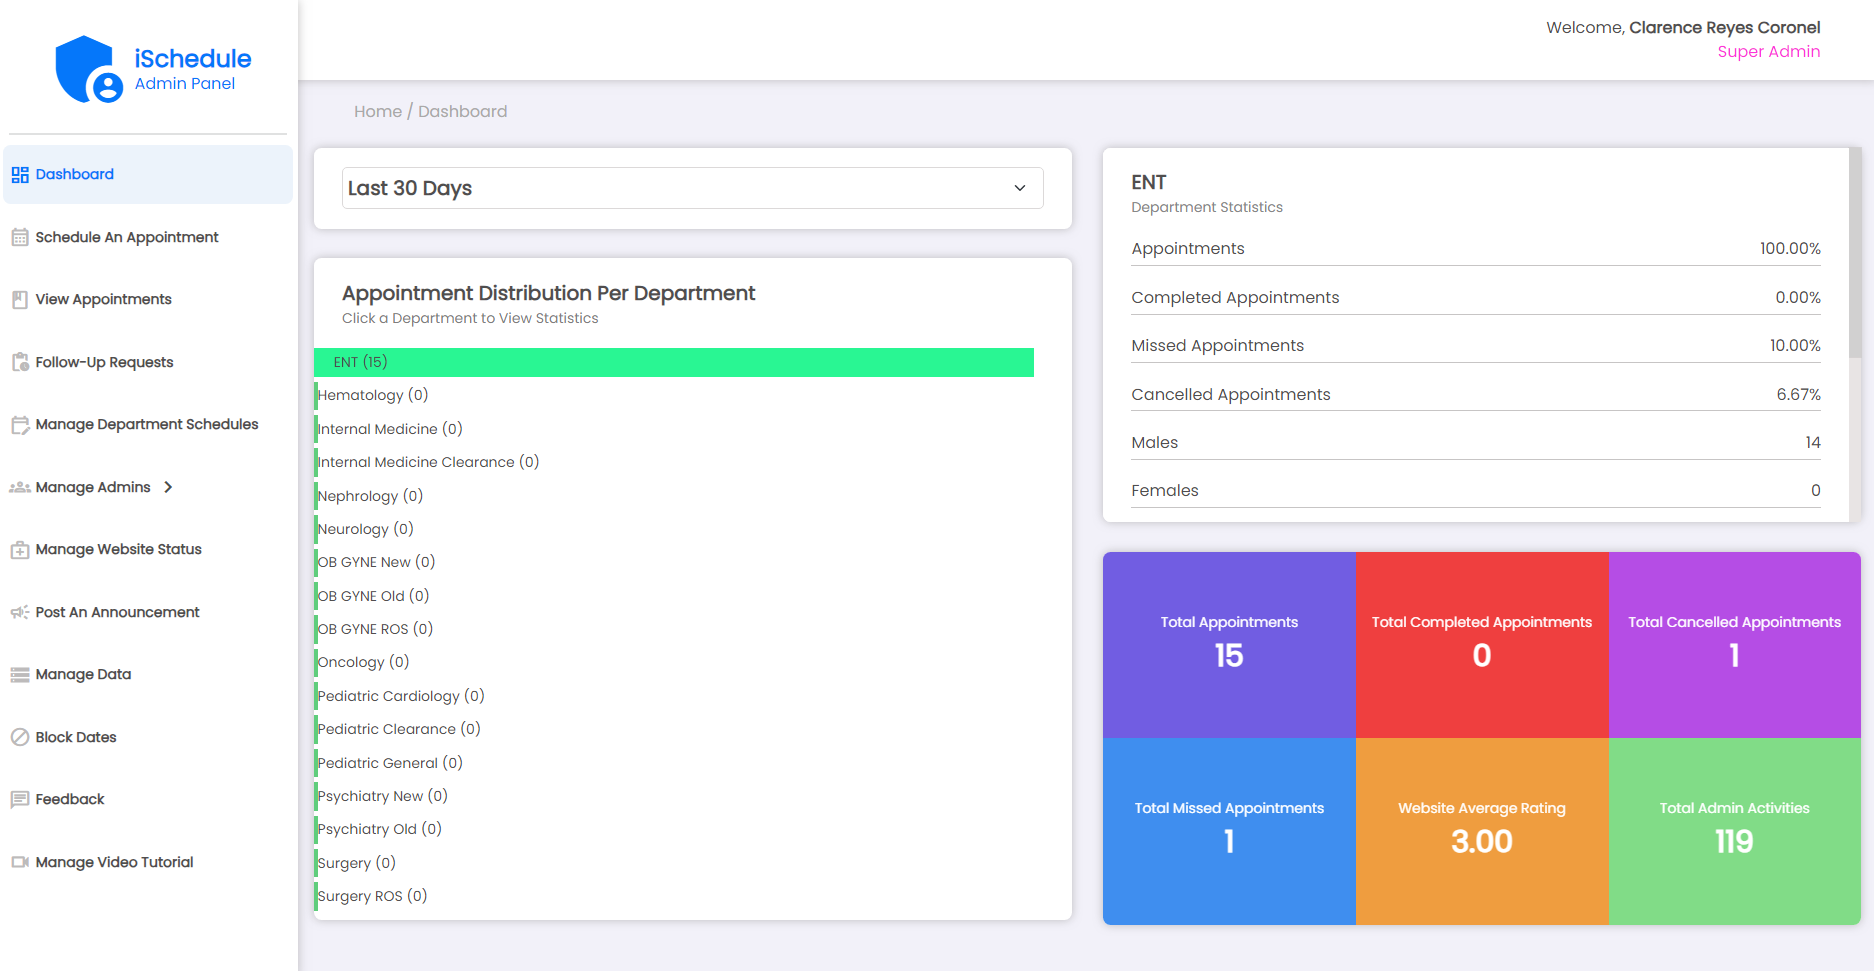 iSchedule
Admin Panel
Dashboard
Schedule An Appointment
View Appointments
Follow-Up Requests
Manage Department Schedules
Manage Admins
Manage Website Status
Post An Announcement
Manage Data
Block Dates
Feedback
Manage Video Tutorial
Welcome, Clarence Reyes Coronel
Super Admin
Home / Dashboard
Last 30 Days
Appointment Distribution Per Department
Click a Department to View Statistics
ENT (15)
Hematology (0)
Internal Medicine (0)
Internal Medicine Clearance (0)
Nephrology (0)
Neurology (0)
OB GYNE New (0)
OB GYNE Old (0)
OB GYNE ROS (0)
Oncology (0)
Pediatric Cardiology (0)
Pediatric Clearance (0)
Pediatric General (0)
Psychiatry New (0)
Psychiatry Old (0)
Surgery (0)
Surgery ROS (0)
ENT
Department Statistics
Appointments 100.00%
Completed Appointments 0.00%
Missed Appointments 10.00%
Cancelled Appointments 6.67%
Males 14
Females 0
Total Appointments
15
Total Completed Appointments
0
Total Cancelled Appointments
1
Total Missed Appointments
1
Website Average Rating
3.00
Total Admin Activities
119